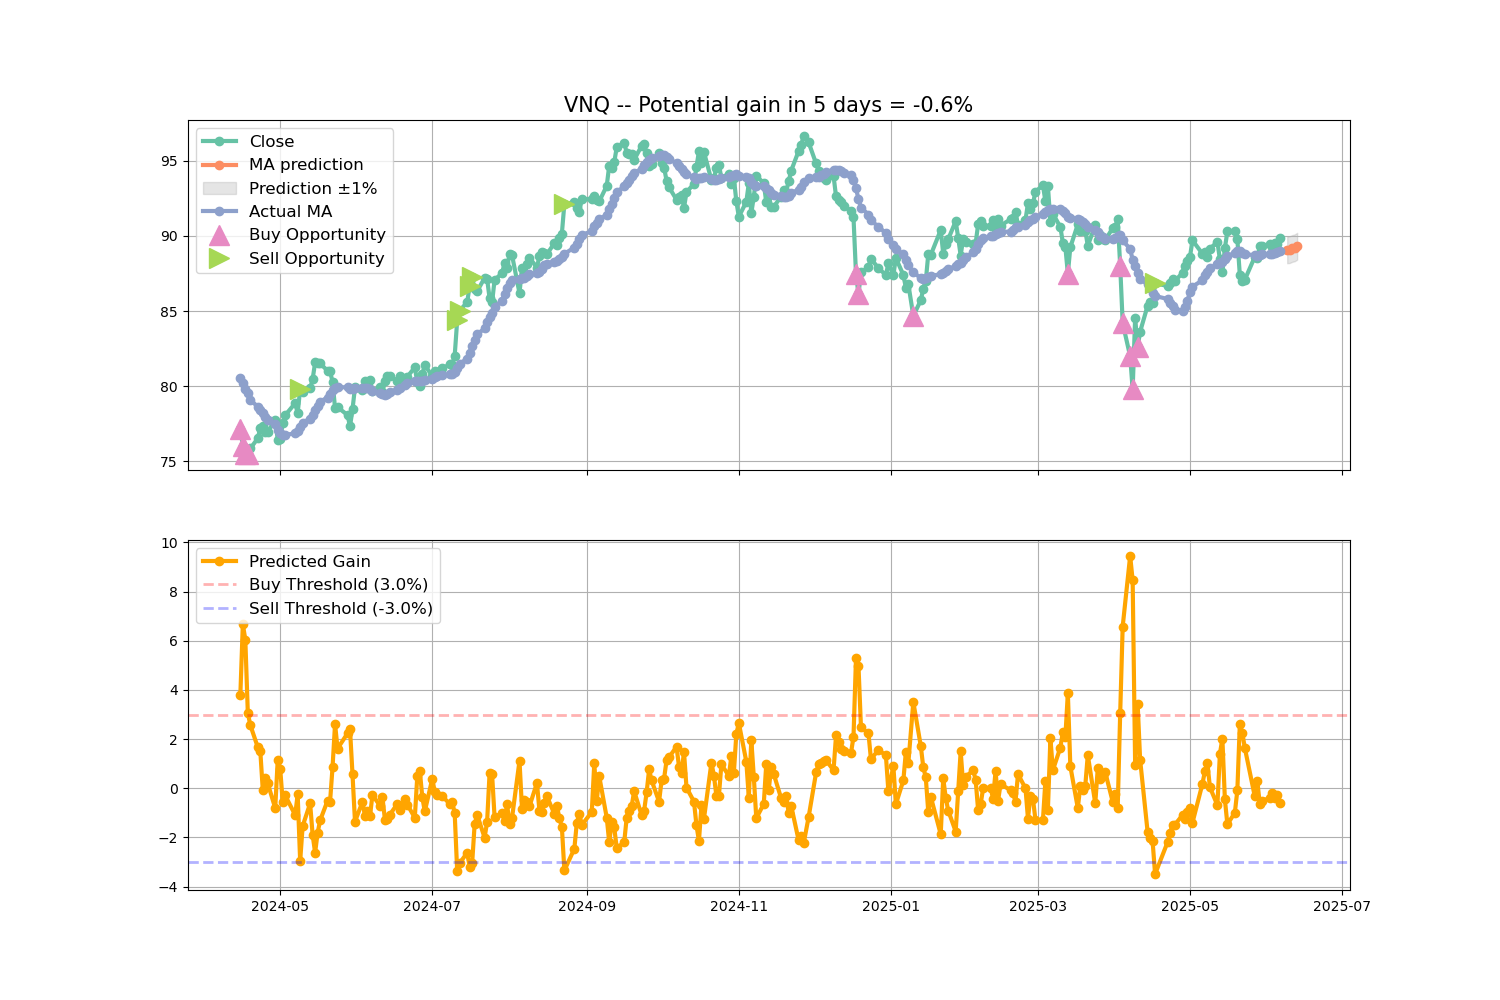 VNQ -- Potential gain in 5 days = -0.6%
Close
MA prediction
Prediction ±1%
Actual MA
Buy Opportunity
Sell Opportunity
95
90
85
80
75
Predicted Gain
Buy Threshold (3.0%)
Sell Threshold (-3.0%)
10
8
6
4
2
0
−2
−4
2024-05
2024-07
2024-09
2024-11
2025-01
2025-03
2025-05
2025-07